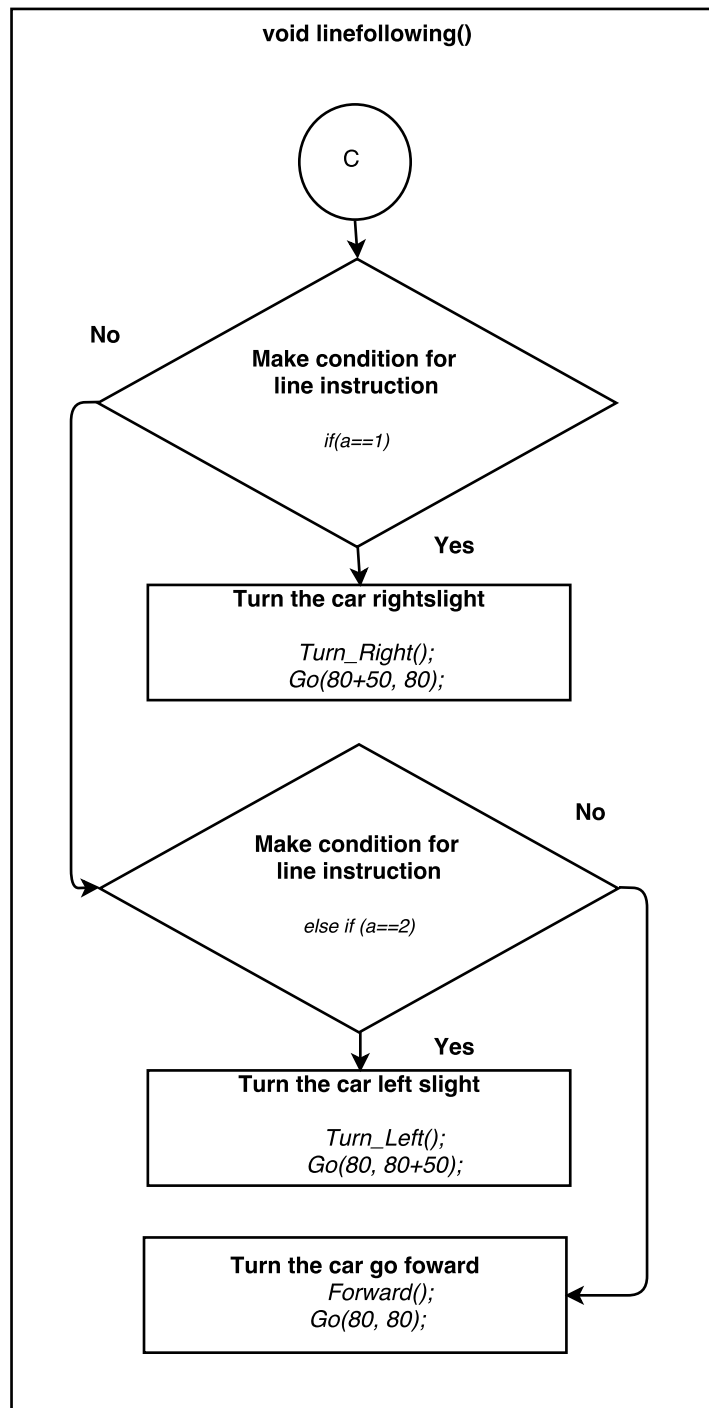 void linefollowing()
C
No
Make condition for
line instruction
if(a==1)
Yes
Turn the car rightslight
Turn_Right();
Go(80+50, 80);
No
Make condition for
line instruction
else if (a==2)
Yes
Turn the car left slight
Turn_Left();
Go(80, 80+50);
Turn the car go foward
Forward();
Go(80, 80);